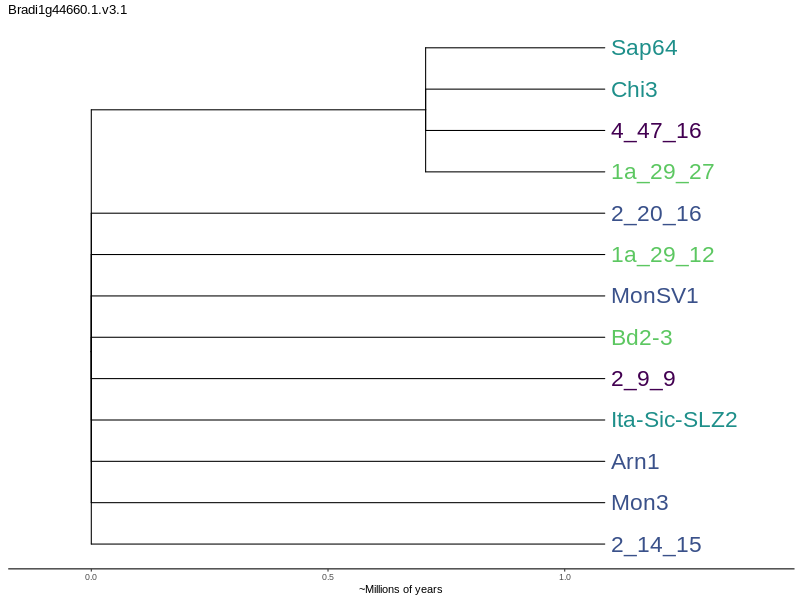 Bradi1g44660.1.v3.1
Sap64
Chi3
4_47_16
1a_29_27
2_20_16
1a_29_12
MonSV1
Bd2-3
2_9_9
Ita-Sic-SLZ2
Arn1
Mon3
2_14_15
0.0 0.5 1.0
~Millions of years